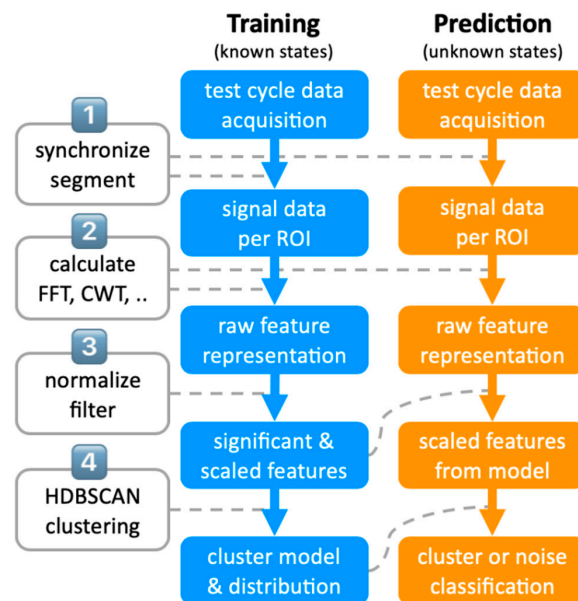 Training
(known states)
Prediction
(unknown states)
1
synchronize
segment
2
calculate
FFT, CWT, ..
3
normalize
filter
4
HDBSCAN
clustering
test cycle data
acquisition
signal data
per ROI
raw feature
representation
significant &
scaled features
cluster model
& distribution
test cycle data
acquisition
signal data
per ROI
raw feature
representation
scaled features
from model
cluster or noise
classification